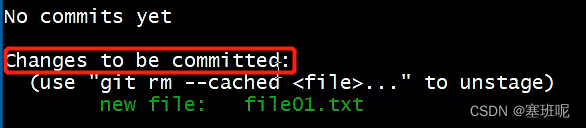 No commits yet
Changes to be committed:
(use "git rm --cached <file>..." to unstage)
new file:   file01.txt
CSDN @塞班呢